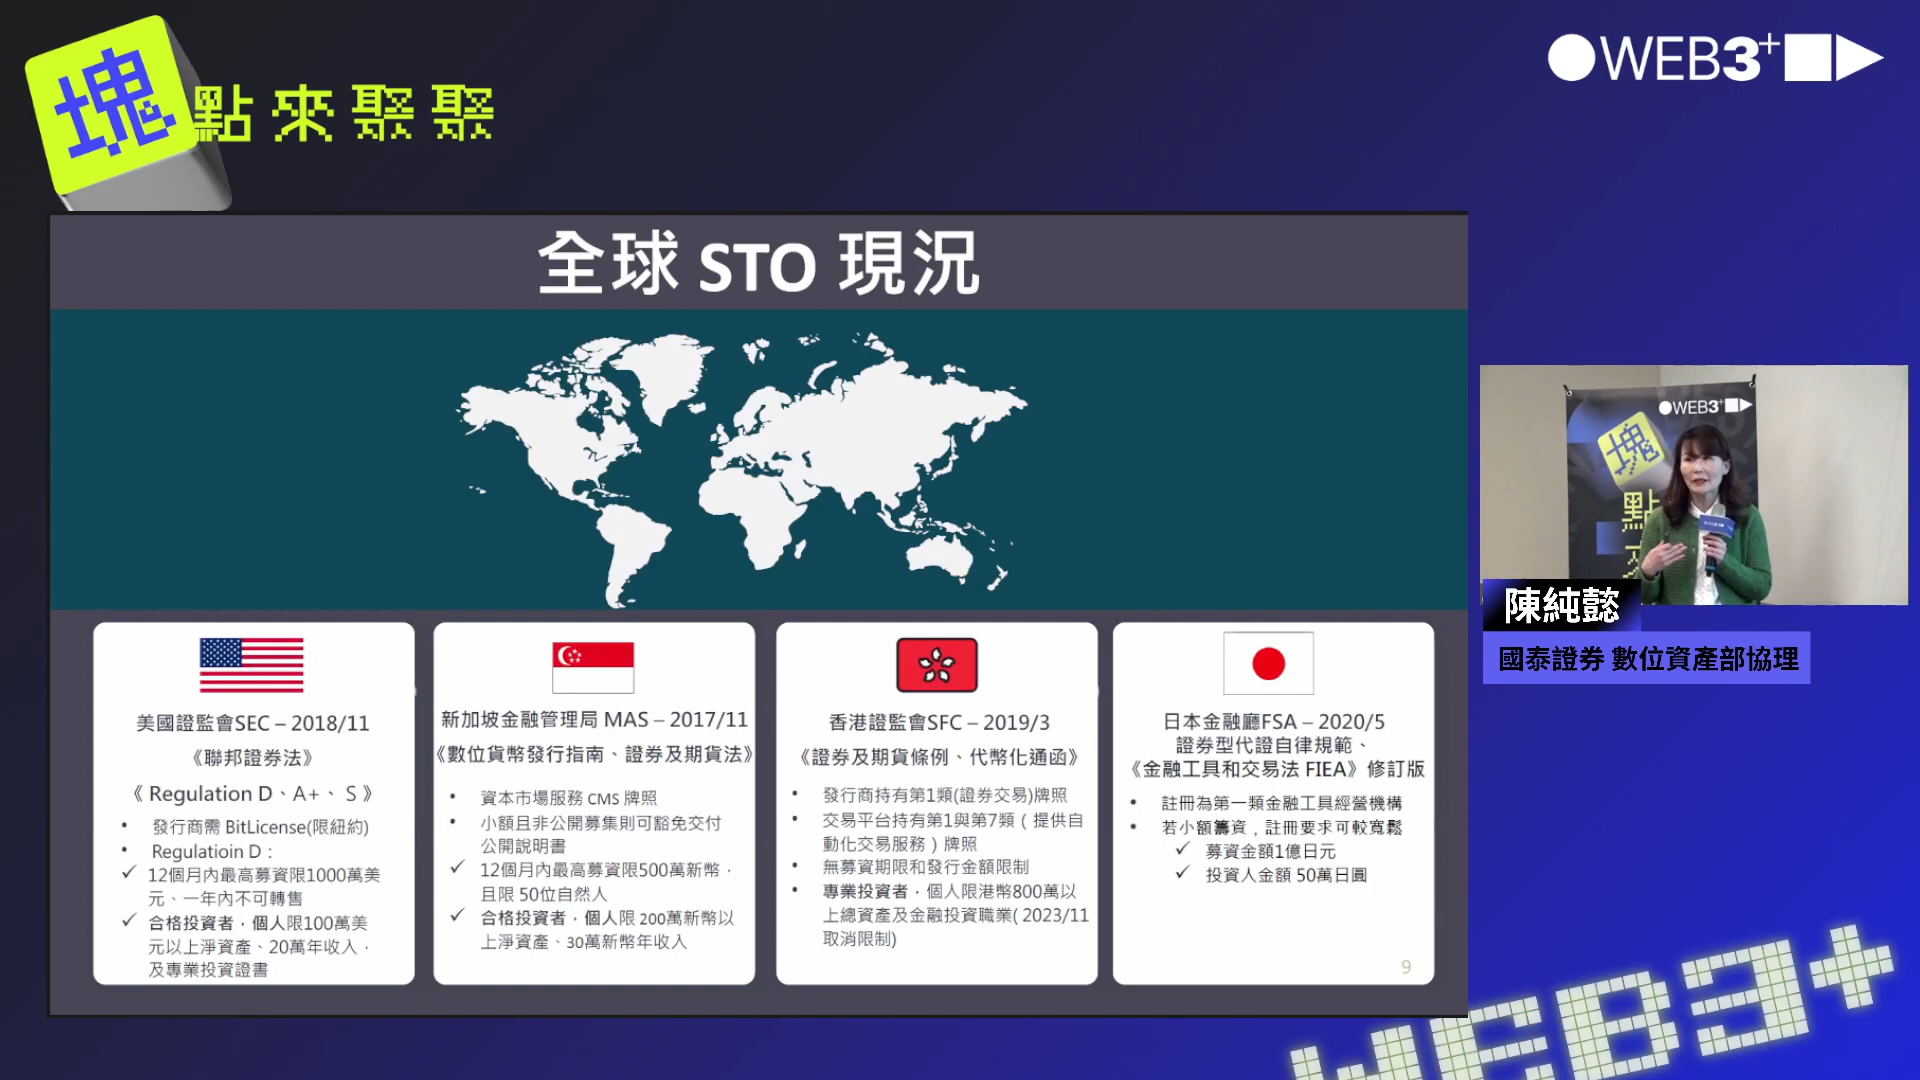 塊點來聚聚
WEB3+
全球 STO 現況
美國證監會SEC – 2018/11
《聯邦證券法》
《 Regulation D、A+、 S 》
• 發行商需 BitLicense(限紐約)
• Regulatioin D：
✓ 12個月內最高募資限1000萬美
元、一年內不可轉售
✓ 合格投資者，個人限100萬美
元以上淨資產、20萬年收入，
及專業投資證書
新加坡金融管理局 MAS – 2017/11
《數位貨幣發行指南、證券及期貨法》
• 資本市場服務 CMS 牌照
• 小額且非公開募集則可豁免交付
公開說明書
✓ 12個月內最高募資限500萬新幣，
且限 50位自然人
✓ 合格投資者，個人限 200萬新幣以
上淨資產、30萬新幣年收入
香港證監會SFC – 2019/3
《證券及期貨條例、代幣化通函》
• 發行商持有第1類(證券交易)牌照
• 交易平台持有第1與第7類（提供自
動化交易服務）牌照
• 無募資期限和發行金額限制
• 專業投資者，個人限港幣800萬以
上總資產及金融投資職業( 2023/11
取消限制)
日本金融廳FSA – 2020/5
證券型代證自律規範、
《金融工具和交易法 FIEA》修訂版
• 註冊為第一類金融工具經營機構
• 若小額籌資，註冊要求可較寬鬆
✓ 募資金額1億日元
✓ 投資人金額 50萬日圓
9
WEB3+
塊
點
陳純懿
國泰證券 數位資產部協理
WEB3+